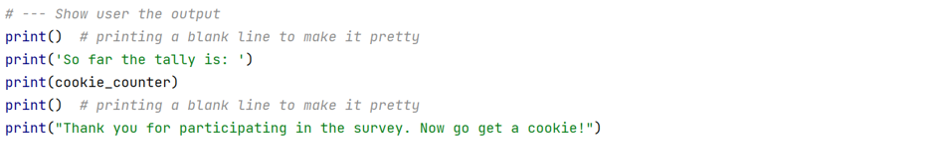 # --- Show user the output
print()  # printing a blank line to make it pretty
print('So far the tally is: ')
print(cookie_counter)
print()  # printing a blank line to make it pretty
print("Thank you for participating in the survey. Now go get a cookie!")